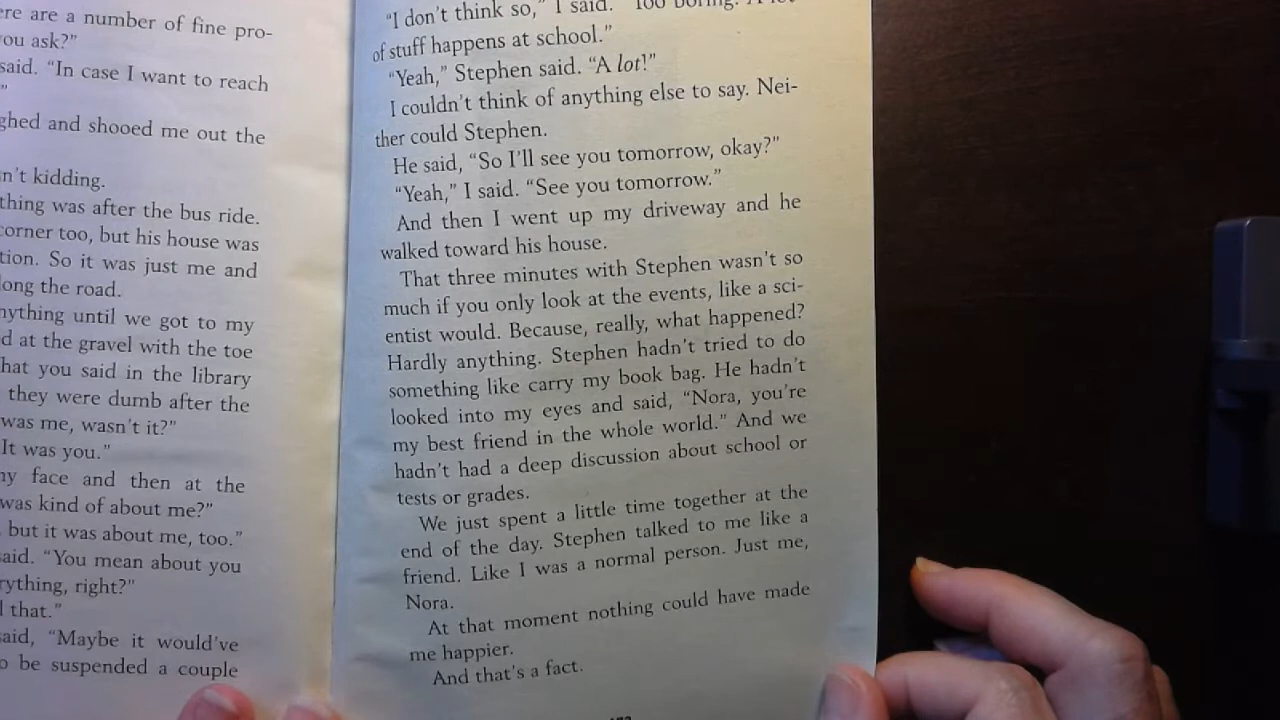 ere are a number of fine pro-
ou ask?"
said. "In case I want to reach
"
ghed and shooed me out the
n't kidding.
thing was after the bus ride.
corner too, but his house was
tion. So it was just me and
ong the road.
nything until we got to my
d at the gravel with the toe
hat you said in the library
they were dumb after the
was me, wasn't it?"
It was you."
ny face and then at the
was kind of about me?"
, but it was about me, too."
said. "You mean about you
rything, right?"
l that."
said, "Maybe it would've
o be suspended a couple
"I don't think so," I said. "Too boring. A lot
of stuff happens at school."
"Yeah," Stephen said. "A lot!"
I couldn't think of anything else to say. Nei-
ther could Stephen.
He said, "So I'll see you tomorrow, okay?"
"Yeah," I said. "See you tomorrow."
And then I went up my driveway and he
walked toward his house.
That three minutes with Stephen wasn't so
much if you only look at the events, like a sci-
entist would. Because, really, what happened?
Hardly anything. Stephen hadn't tried to do
something like carry my book bag. He hadn't
looked into my eyes and said, "Nora, you're
my best friend in the whole world." And we
hadn't had a deep discussion about school or
tests or grades.
We just spent a little time together at the
end of the day. Stephen talked to me like a
friend. Like I was a normal person. Just me,
Nora.
At that moment nothing could have made
me happier.
And that's a fact.